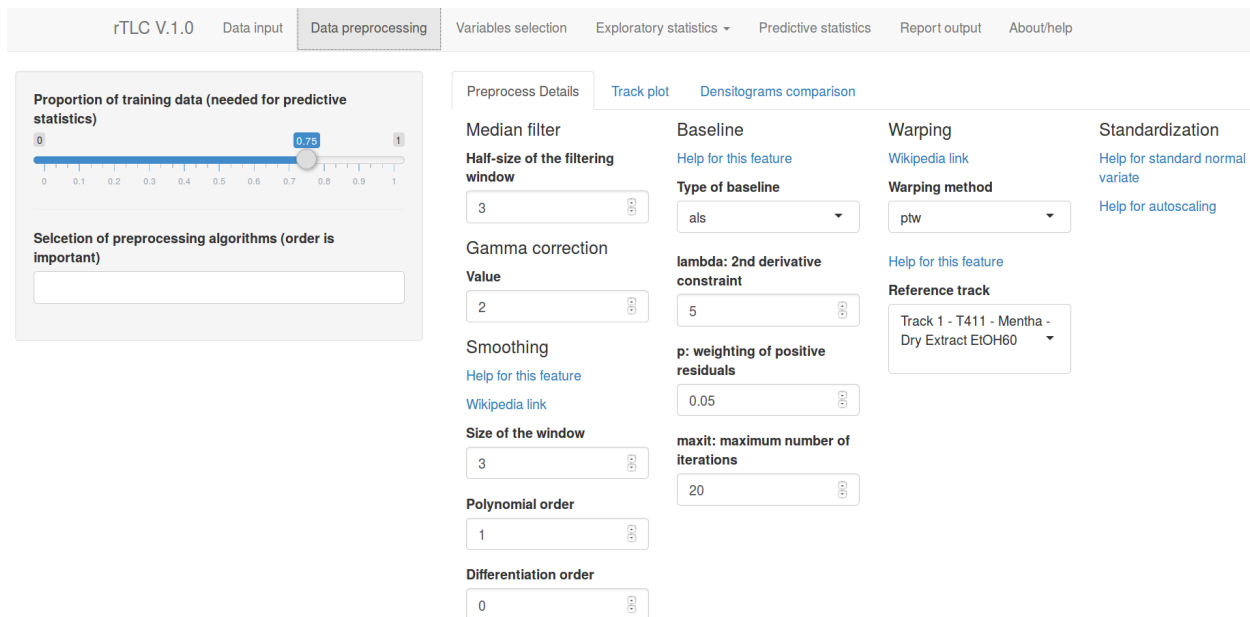 rTLC V.1.0
Data input
Data preprocessing
Variables selection
Exploratory statistics
Predictive statistics
Report output
About/help
Proportion of training data (needed for predictive
statistics)
0
0.75
1
0 0.1 0.2 0.3 0.4 0.5 0.6 0.7 0.8 0.9 1
Selcetion of preprocessing algorithms (order is
important)
Preprocess Details
Track plot
Densitograms comparison
Median filter
Half-size of the filtering
window
3
Gamma correction
Value
2
Smoothing
Help for this feature
Wikipedia link
Size of the window
3
Polynomial order
1
Differentiation order
0
Baseline
Help for this feature
Type of baseline
als
lambda: 2nd derivative
constraint
5
p: weighting of positive
residuals
0.05
maxit: maximum number of
iterations
20
Warping
Wikipedia link
Warping method
ptw
Help for this feature
Reference track
Track 1 - T411 - Mentha -
Dry Extract EtOH60
Standardization
Help for standard normal
variate
Help for autoscaling